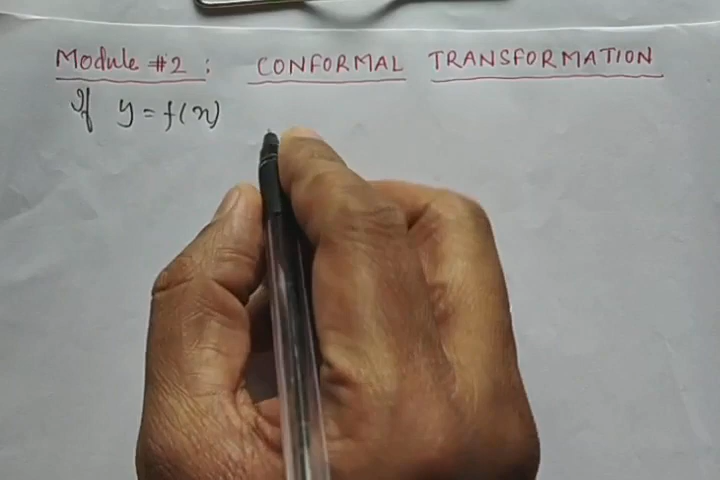 Module #2 : CONFORMAL TRANSFORMATION
If y = f(x)